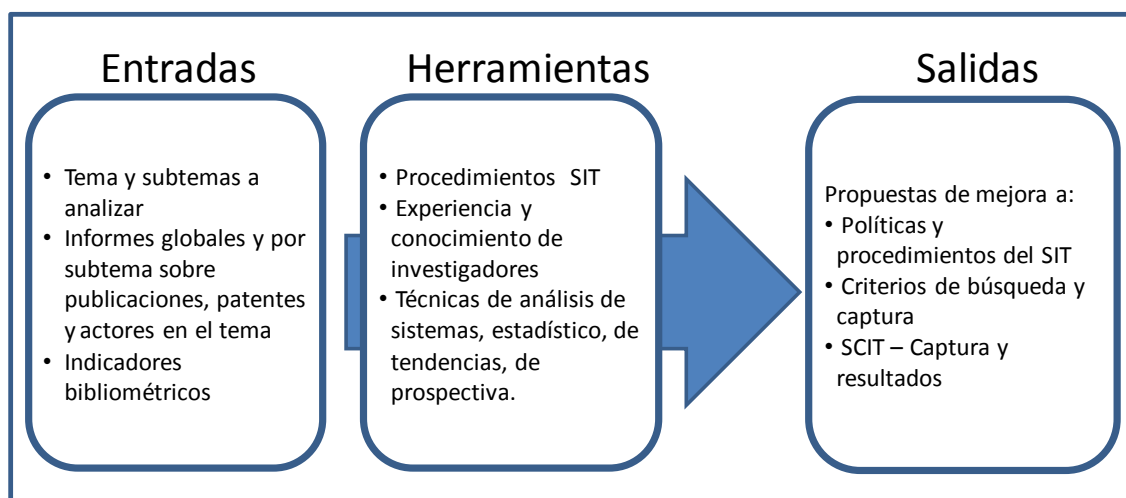 Entradas
• Tema y subtemas a
analizar
• Informes globales y por
subtema sobre
publicaciones, patentes
y actores en el tema
• Indicadores
bibliométricos
Herramientas
• Procedimientos SIT
• Experiencia y
conocimiento de
investigadores
• Técnicas de análisis de
sistemas, estadístico, de
tendencias, de
prospectiva.
Salidas
Propuestas de mejora a:
• Políticas y
procedimientos del SIT
• Criterios de búsqueda y
captura
• SCIT – Captura y
resultados